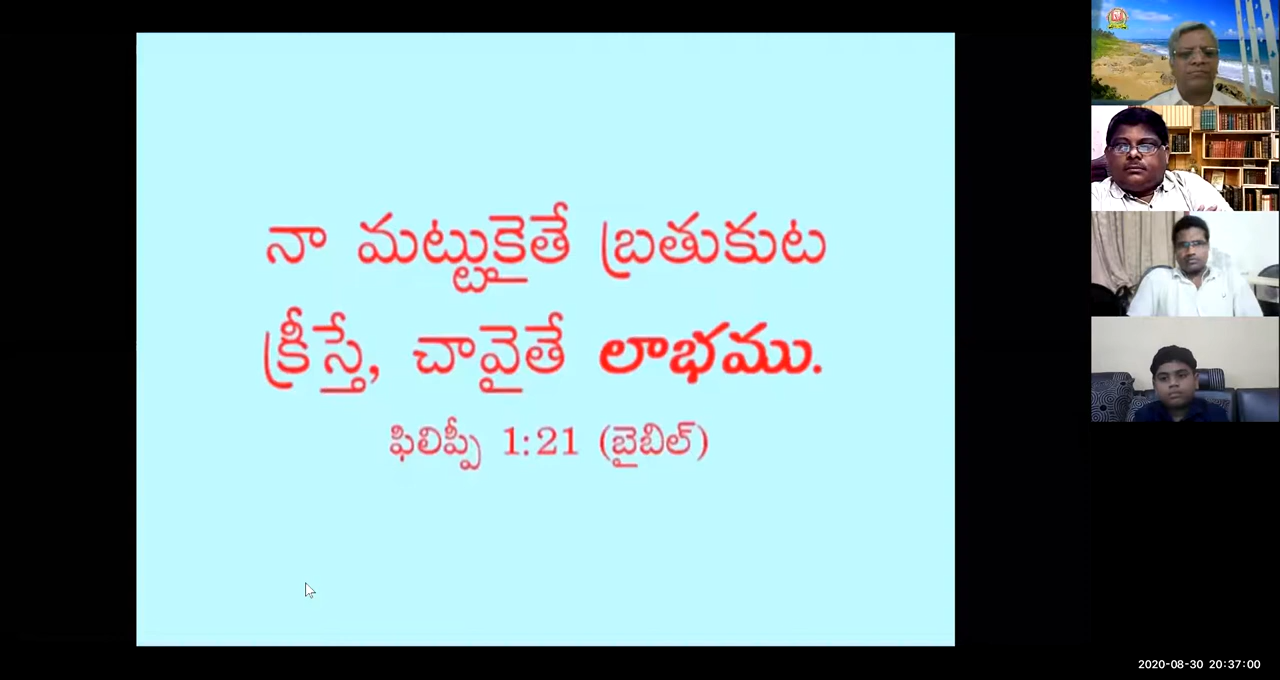 నా మట్టుకైతే బ్రతుకుట
క్రీస్తే, చావైతే లాభము.
ఫిలిప్పీ 1:21 (బైబిల్)
2020-08-30 20:37:00